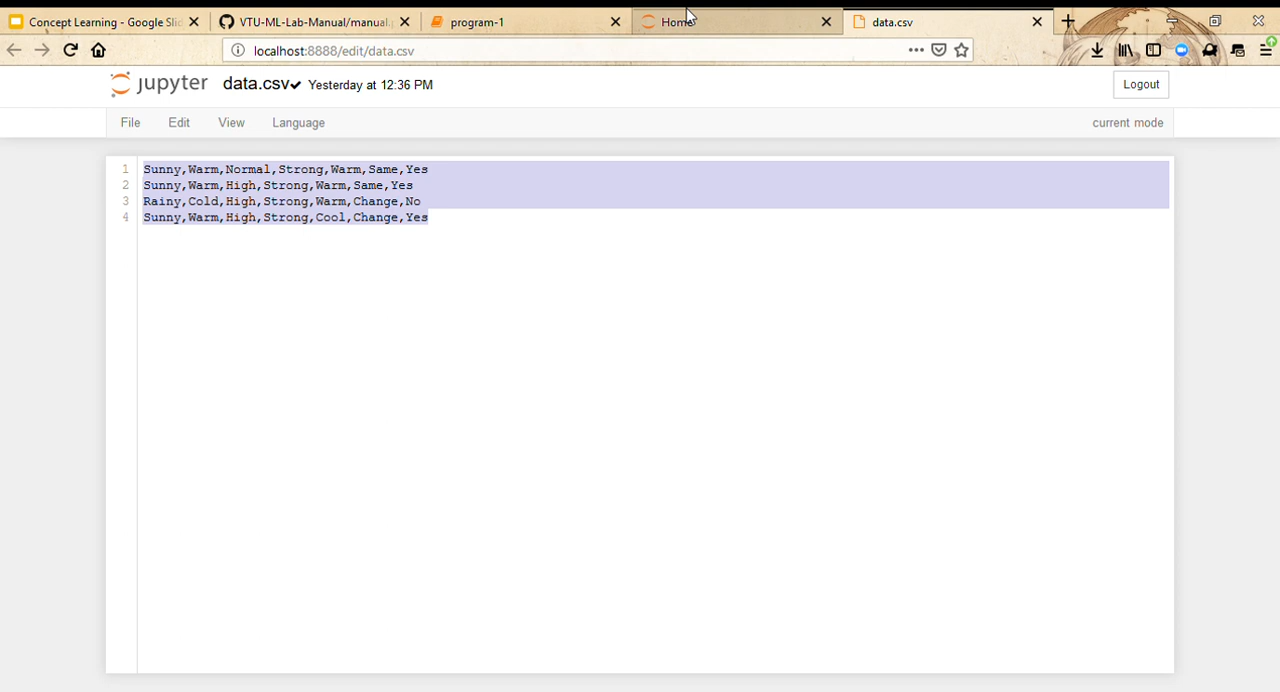 Concept Learning - Google Slid
VTU-ML-Lab-Manual/manual.
program-1
Home
data.csv
localhost:8888/edit/data.csv
jupyter data.csv✔ Yesterday at 12:36 PM
Logout
File Edit View Language
current mode
1 Sunny,Warm,Normal,Strong,Warm,Same,Yes
2 Sunny,Warm,High,Strong,Warm,Same,Yes
3 Rainy,Cold,High,Strong,Warm,Change,No
4 Sunny,Warm,High,Strong,Cool,Change,Yes